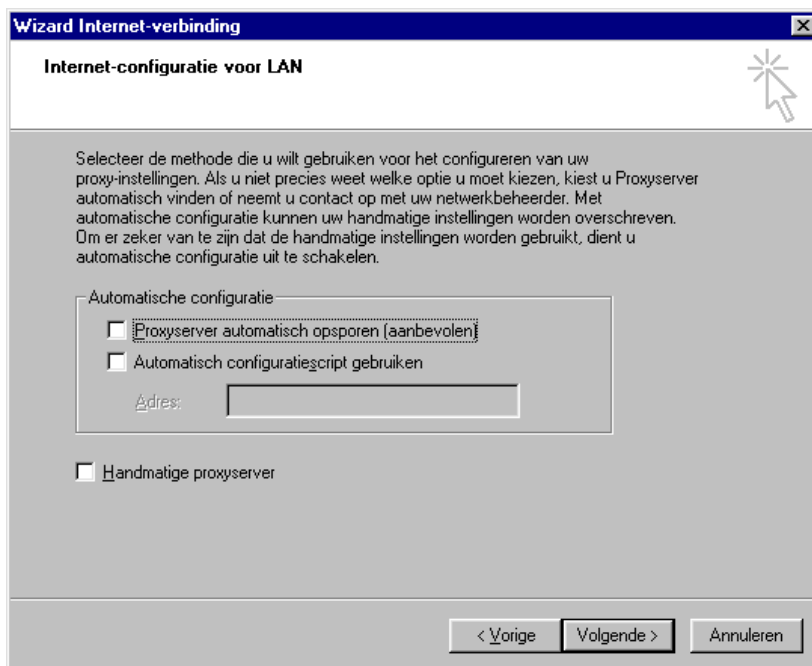 Wizard Internet-verbinding
Internet-configuratie voor LAN
Selecteer de methode die u wilt gebruiken voor het configureren van uw
proxy-instellingen. Als u niet precies weet welke optie u moet kiezen, kiest u Proxyserver
automatisch vinden of neemt u contact op met uw netwerkbeheerder. Met
automatische configuratie kunnen uw handmatige instellingen worden overschreven.
Om er zeker van te zijn dat de handmatige instellingen worden gebruikt, dient u
automatische configuratie uit te schakelen.
Automatische configuratie
Proxyserver automatisch opsporen (aanbevolen)
Automatisch configuratiescript gebruiken
Adres:
Handmatige proxyserver
< Vorige Volgende > Annuleren